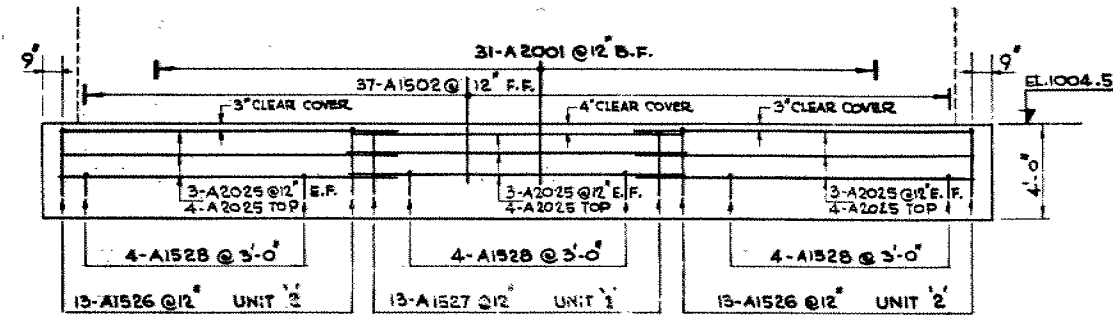 31-A2001 @ 12" B.F.
9"
9"
37-A1502 @ 12" F.F.
EL.1004.5
3" CLEAR COVER
4" CLEAR COVER
3" CLEAR COVER
4'-0"
3-A2025 @ 12" E.F.
4-A2025 TOP
3-A2025 @ 12" E.F.
4-A2025 TOP
3-A2025 @ 12" E.F.
4-A2025 TOP
4-A1528 @ 3'-0"
4-A1528 @ 3'-0"
4-A1528 @ 3'-0"
13-A1526 @ 12" UNIT '2'
13-A1527 @ 12" UNIT '1'
13-A1526 @ 12" UNIT '2'